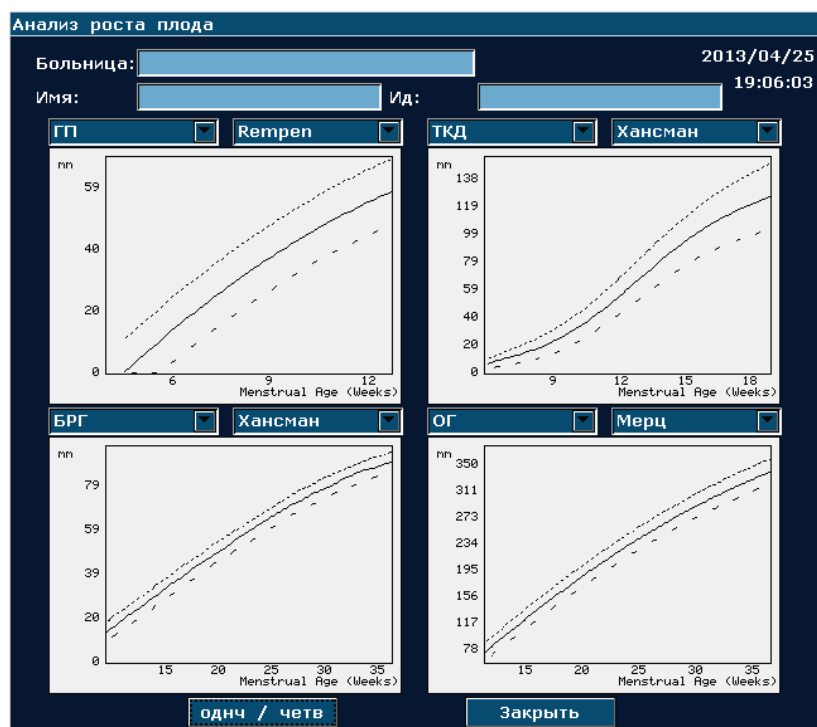 Анализ роста плода
Больница: 2013/04/25
Имя: Ид: 19:06:03
ГП Rempen ТКД Хансман
mm
59
40
20
0
6 9 12
Menstrual Age (Weeks)
mm
138
119
99
79
59
40
20
0
9 12 15 18
Menstrual Age (Weeks)
БРГ Хансман ОГ Мерц
mm
79
59
39
20
0
15 20 25 30 35
Menstrual Age (Weeks)
mm
350
311
273
234
195
156
117
78
15 20 25 30 35
Menstrual Age (Weeks)
однч / четв Закрыть